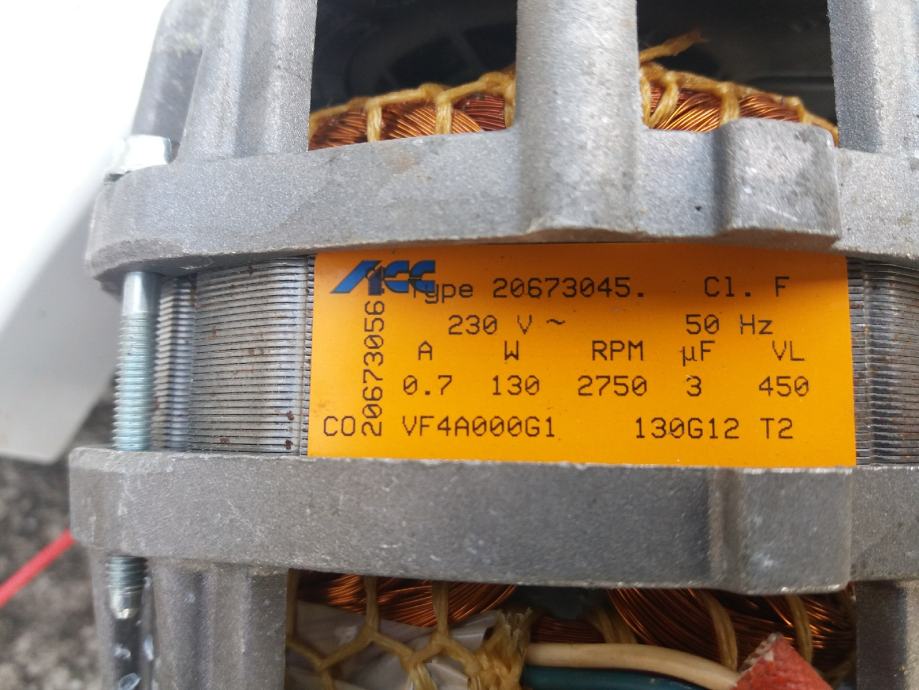 ACC Type 20673045. Cl. F
230 V ~ 50 Hz
A W RPM µF VL
0.7 130 2750 3 450
CO VF4A000G1 130G12 T2
20673056